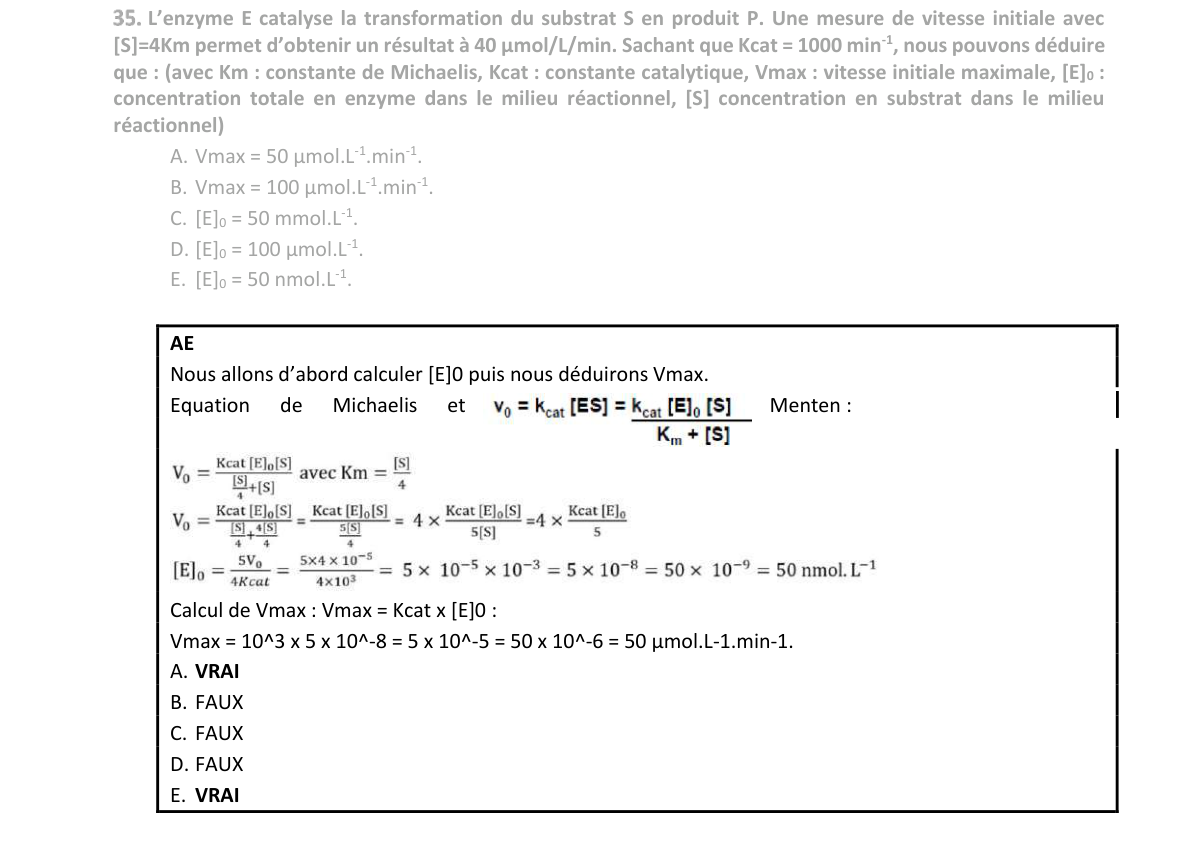 35. L’enzyme E catalyse la transformation du substrat S en produit P. Une mesure de vitesse initiale avec
[S]=4Km permet d’obtenir un résultat à 40 µmol/L/min. Sachant que Kcat = 1000 min⁻¹, nous pouvons déduire
que : (avec Km : constante de Michaelis, Kcat : constante catalytique, Vmax : vitesse initiale maximale, [E]₀ :
concentration totale en enzyme dans le milieu réactionnel, [S] concentration en substrat dans le milieu
réactionnel)
A. Vmax = 50 µmol.L⁻¹.min⁻¹.
B. Vmax = 100 µmol.L⁻¹.min⁻¹.
C. [E]₀ = 50 mmol.L⁻¹.
D. [E]₀ = 100 µmol.L⁻¹.
E. [E]₀ = 50 nmol.L⁻¹.
AE
Nous allons d’abord calculer [E]0 puis nous déduirons Vmax.
Equation de Michaelis et v₀ = k_cat [ES] = k_cat [E]₀ [S] / (K_m + [S]) Menten :
V₀ = Kcat [E]₀[S] / ([S]/4 + [S]) avec Km = [S]/4
V₀ = Kcat [E]₀[S] / ([S]/4 + 4[S]/4) = Kcat [E]₀[S] / (5[S]/4) = 4 × Kcat [E]₀[S] / 5[S] =4 × Kcat [E]₀ / 5
[E]₀ = 5V₀ / 4Kcat = 5×4 × 10⁻⁵ / 4×10³ = 5 × 10⁻⁵ × 10⁻³ = 5 × 10⁻⁸ = 50 × 10⁻⁹ = 50 nmol. L⁻¹
Calcul de Vmax : Vmax = Kcat x [E]0 :
Vmax = 10^3 x 5 x 10^-8 = 5 x 10^-5 = 50 x 10^-6 = 50 µmol.L-1.min-1.
A. VRAI
B. FAUX
C. FAUX
D. FAUX
E. VRAI